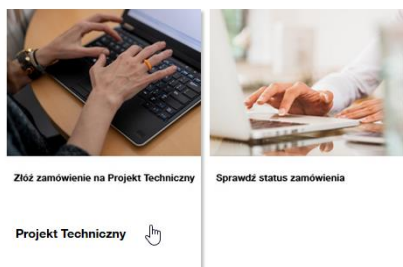 Złóż zamówienie na Projekt Techniczny
Sprawdź status zamówienia
Projekt Techniczny